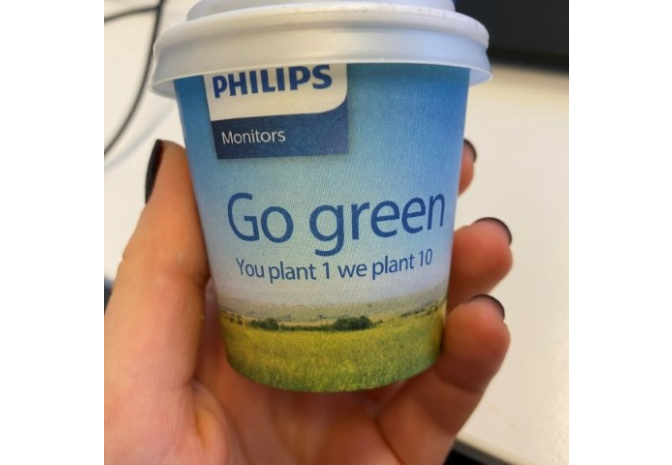 PHILIPS
Monitors
Go green
You plant 1 we plant 10